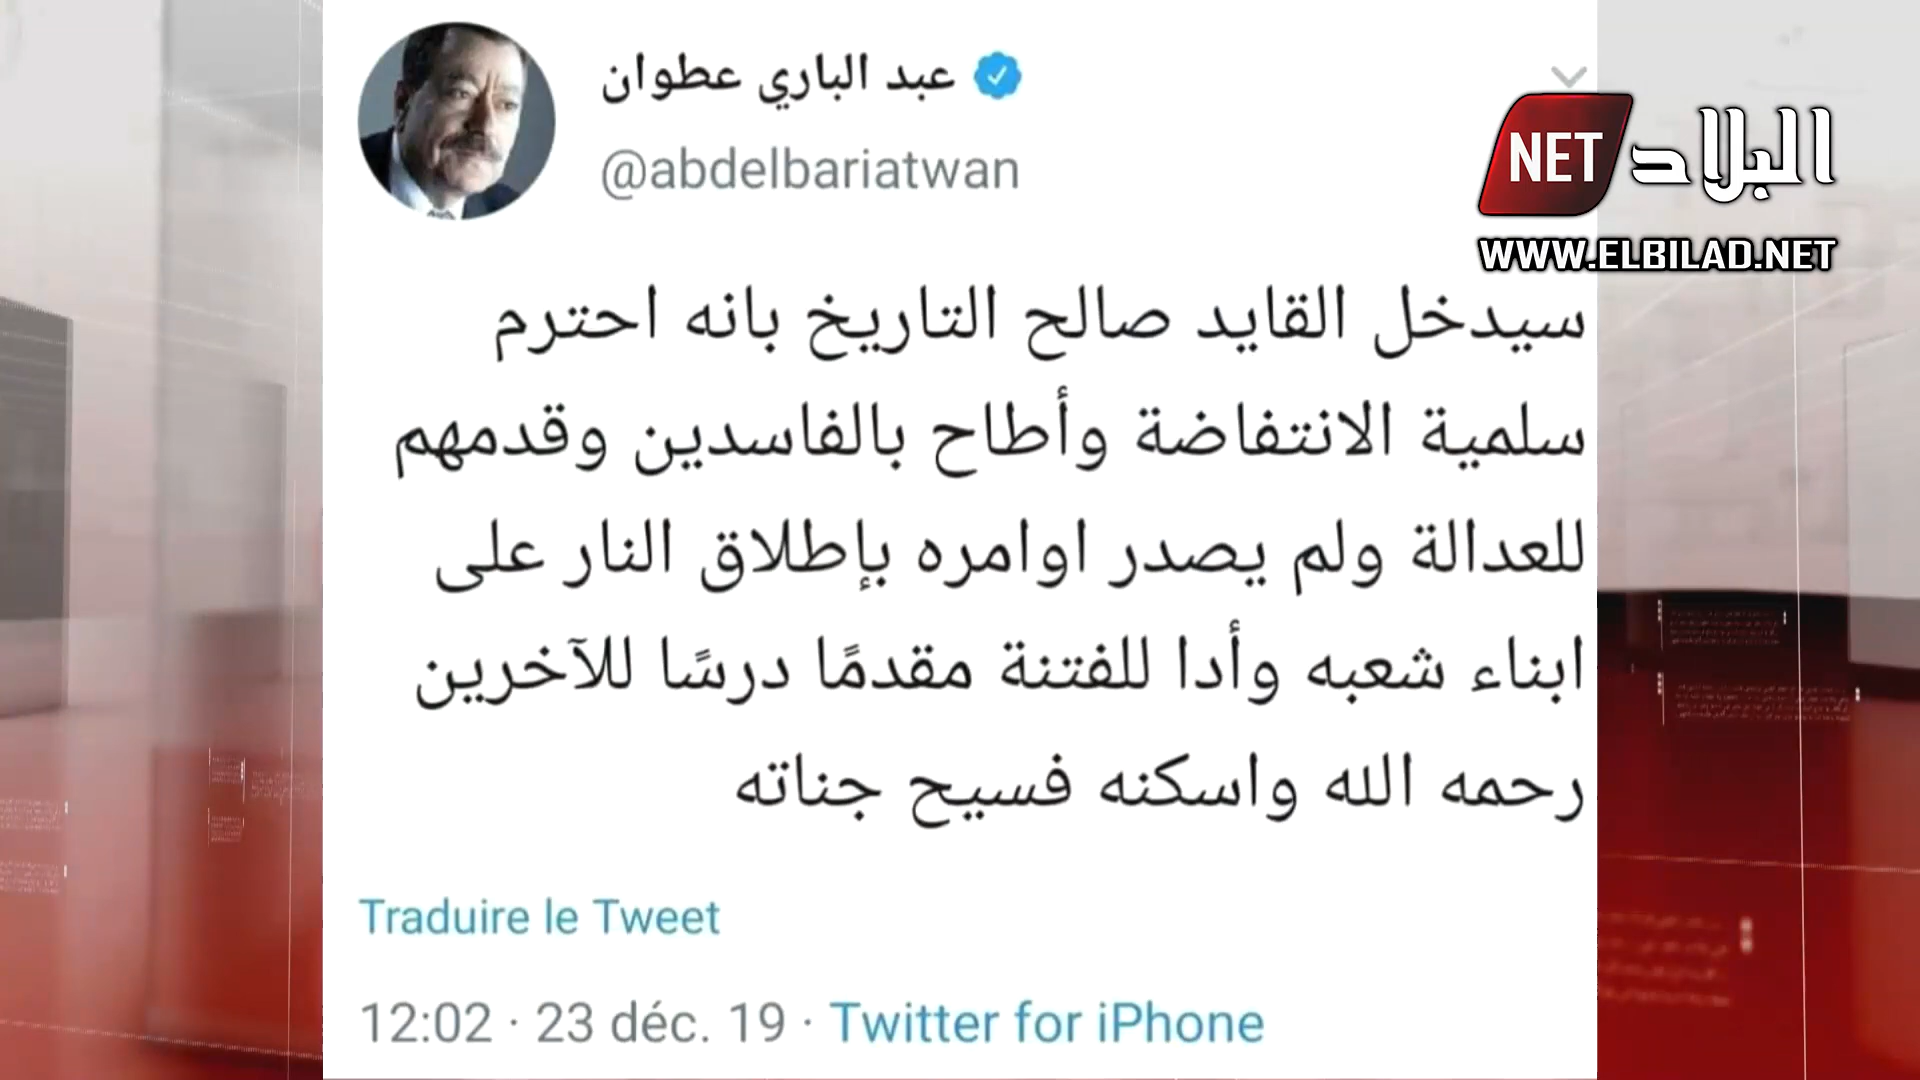 عبد الباري عطوان
@abdelbariatwan
NET البلاد
WWW.ELBILAD.NET
سيدخل القايد صالح التاريخ بانه احترم
سلمية الانتفاضة وأطاح بالفاسدين وقدمهم
للعدالة ولم يصدر اوامره بإطلاق النار على
ابناء شعبه وأدا للفتنة مقدمًا درسًا للآخرين
رحمه الله واسكنه فسيح جناته
Traduire le Tweet
12:02 · 23 déc. 19 · Twitter for iPhone